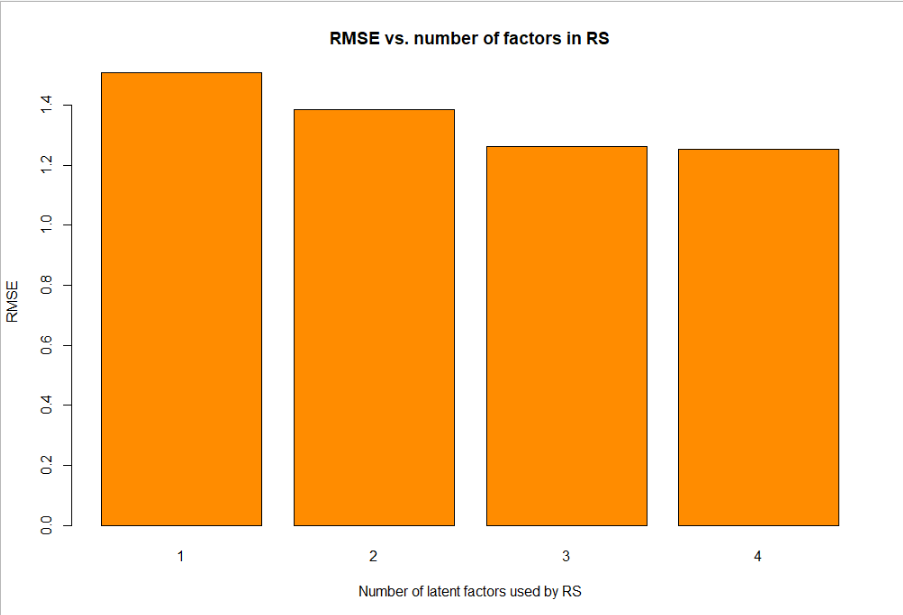 RMSE vs. number of factors in RS
1.4
1.2
1.0
0.8
0.6
0.4
0.2
0.0
RMSE
1 2 3 4
Number of latent factors used by RS